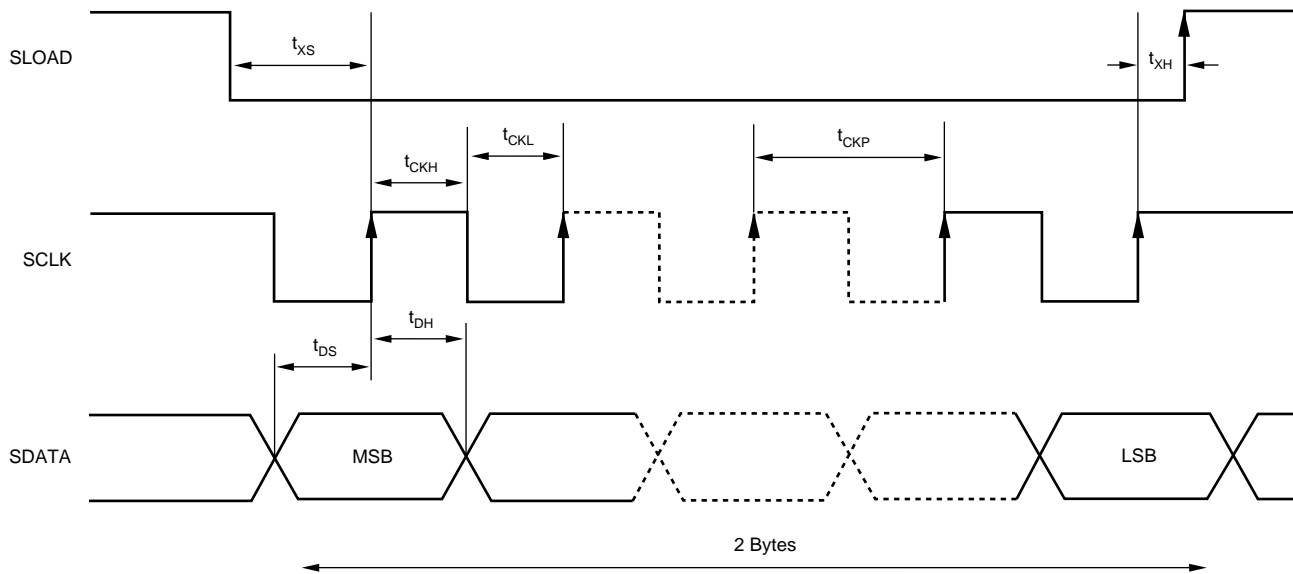 SLOAD
tXS
tXH
tCKL
tCKP
tCKH
SCLK
tDH
tDS
SDATA
MSB
LSB
2 Bytes